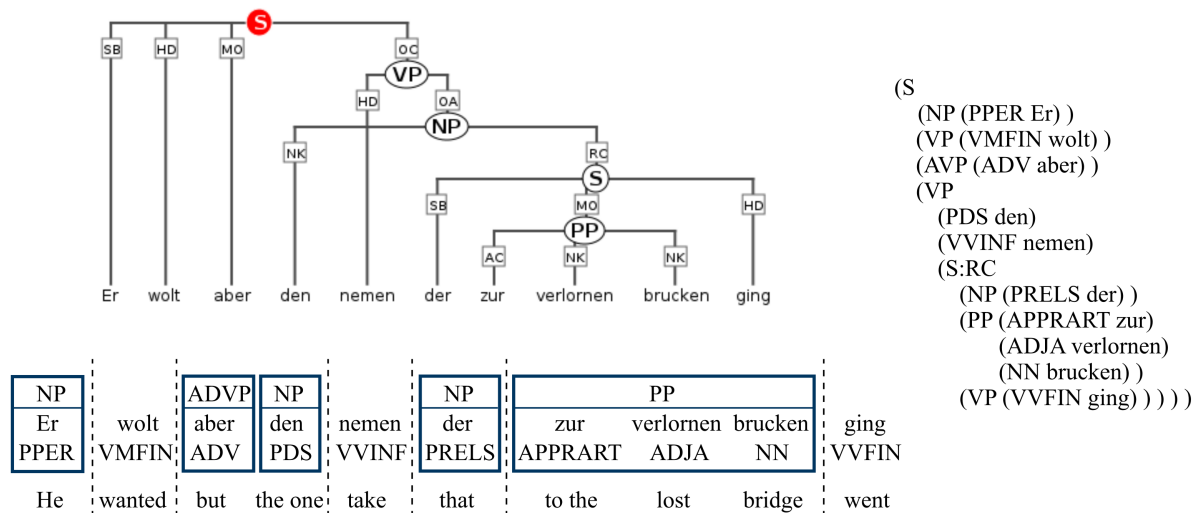 S
SB HD MO OC
VP
HD OA
NP
NK RC
S
SB MO HD
PP
AC NK NK
Er wolt aber den nemen der zur verlornen brucken ging
(S
(NP (PPER Er) )
(VP (VMFIN wolt) )
(AVP (ADV aber) )
(VP
(PDS den)
(VVINF nemen)
(S:RC
(NP (PRELS der) )
(PP (APPRART zur)
(ADJA verlornen)
(NN brucken) )
(VP (VVFIN ging) ) ) ) )
NP ADVP NP NP PP
Er wolt aber den nemen der zur verlornen brucken ging
PPER VMFIN ADV PDS VVINF PRELS APPRART ADJA NN VVFIN
He wanted but the one take that to the lost bridge went